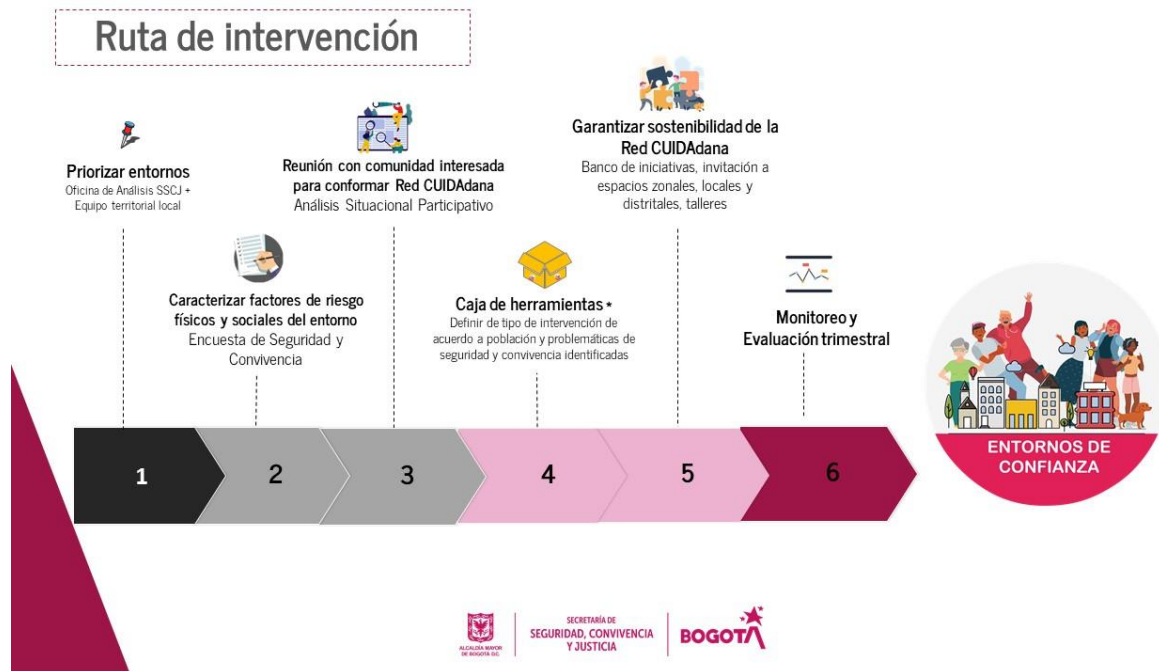 Ruta de intervención
Priorizar entornos
Oficina de Análisis SSCJ +
Equipo territorial local
Caracterizar factores de riesgo
físicos y sociales del entorno
Encuesta de Seguridad y
Convivencia
Reunión con comunidad interesada
para conformar Red CUIDAdana
Análisis Situacional Participativo
Caja de herramientas *
Definir de tipo de intervención de
acuerdo a población y problemáticas de
seguridad y convivencia identificadas
Garantizar sostenibilidad de la
Red CUIDAdana
Banco de iniciativas, invitación a
espacios zonales, locales y
distritales, talleres
Monitoreo y
Evaluación trimestral
1
2
3
4
5
6
ENTORNOS DE
CONFIANZA
ALCALDÍA MAYOR
DE BOGOTÁ D.C.
SECRETARÍA DE
SEGURIDAD, CONVIVENCIA
Y JUSTICIA
BOGOTÁ